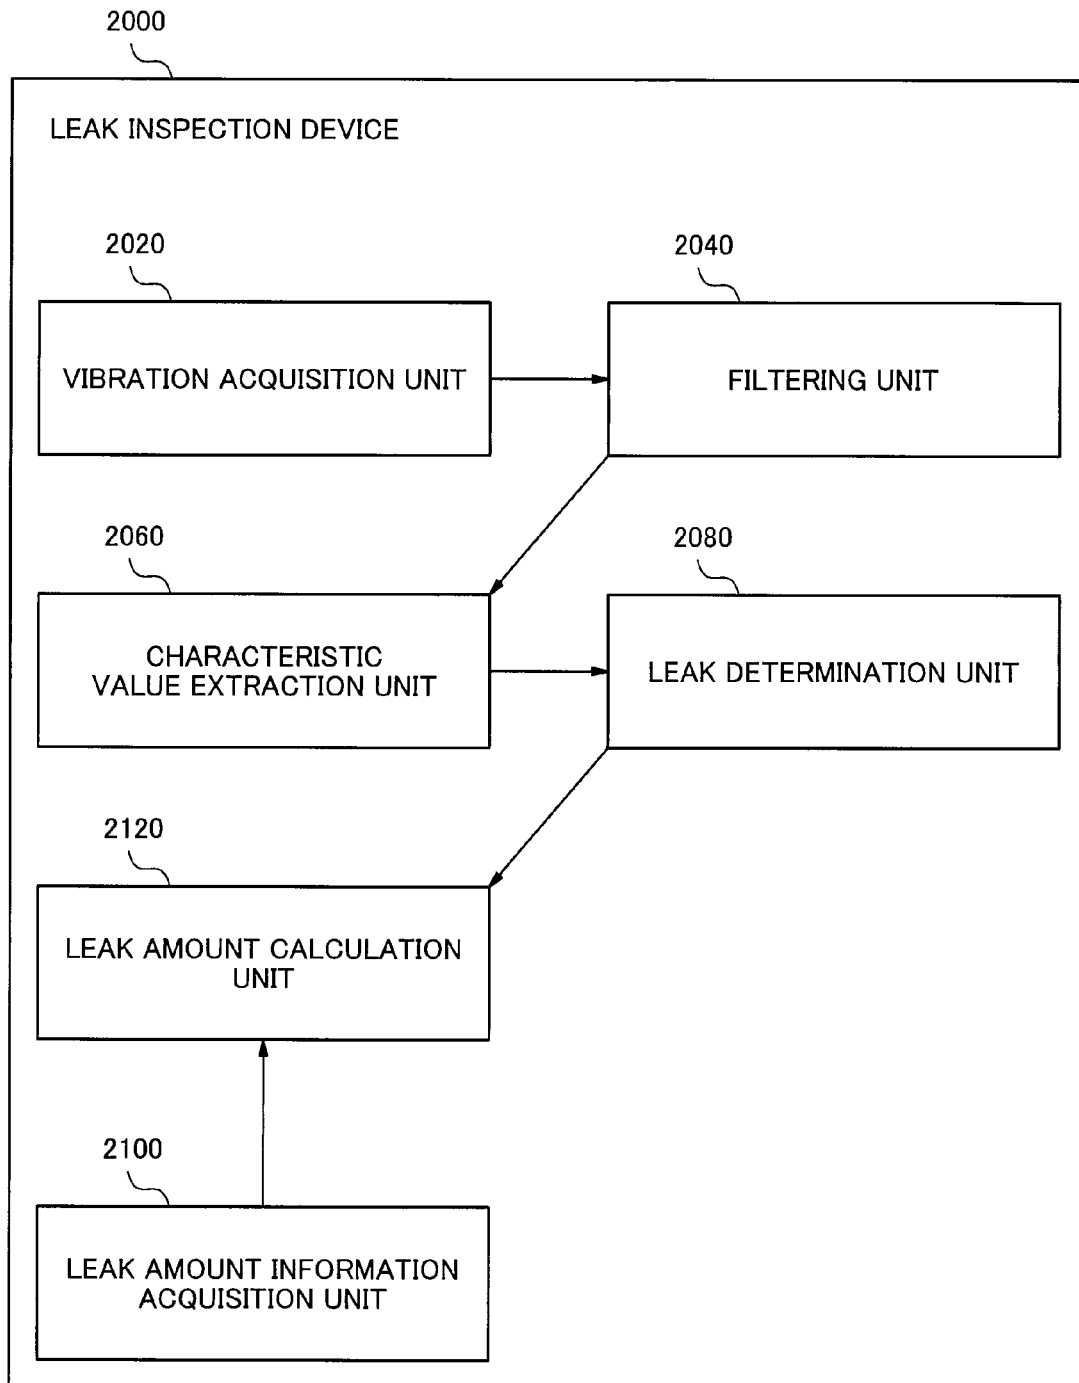 2000
LEAK INSPECTION DEVICE
2020
2040
VIBRATION ACQUISITION UNIT
FILTERING UNIT
2060
2080
CHARACTERISTIC
VALUE EXTRACTION UNIT
LEAK DETERMINATION UNIT
2120
LEAK AMOUNT CALCULATION
UNIT
2100
LEAK AMOUNT INFORMATION
ACQUISITION UNIT